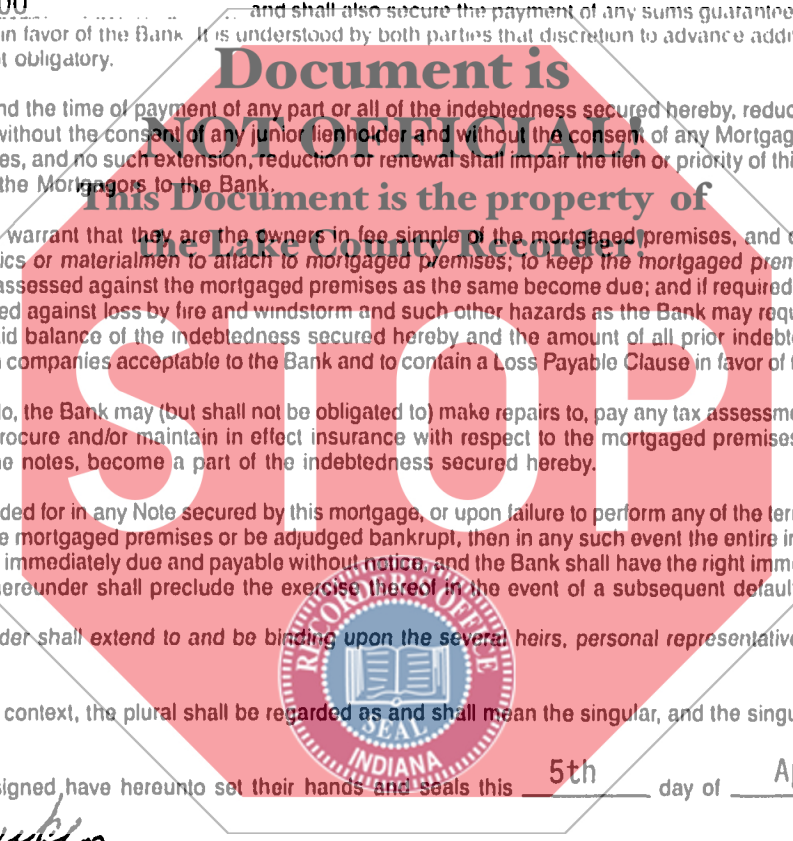 00 and shall also secure the payment of any sums guarantee
in favor of the Bank. It is understood by both parties that discretion to advance addi
t obligatory.
Document is
nd the time of payment of any part or all of the indebtedness secured hereby, reduc
without the consent of any junior lienholder and without the consent of any Mortgag
NOT OFFICIAL!
es, and no such extension, reduction or renewal shall impair the lien or priority of thi
the Mortgagors to the Bank.
This Document is the property of
the Lake County Recorder!
warrant that they are the owners in fee simple of the mortgaged premises, and
ics or materialmen to attach to mortgaged premises; to keep the mortgaged prem
assessed against the mortgaged premises as the same become due; and if required
ed against loss by fire and windstorm and such other hazards as the Bank may requ
id balance of the indebtedness secured hereby and the amount of all prior indebt
companies acceptable to the Bank and to contain a Loss Payable Clause in favor of
STOP
o, the Bank may (but shall not be obligated to) make repairs to, pay any tax assessme
rocure and/or maintain in effect insurance with respect to the mortgaged premises
e notes, become a part of the indebtedness secured hereby.
ded for in any Note secured by this mortgage, or upon failure to perform any of the ter
e mortgaged premises or be adjudged bankrupt, then in any such event the entire in
immediately due and payable without notice, and the Bank shall have the right imm
hereunder shall preclude the exercise thereof in the event of a subsequent default
RECORDER'S OFFICE
der shall extend to and be binding upon the several heirs, personal representative
context, the plural shall be regarded as and shall mean the singular, and the singu
SEAL
INDIANA
signed have hereunto set their hands and seals this 5th day of Ap